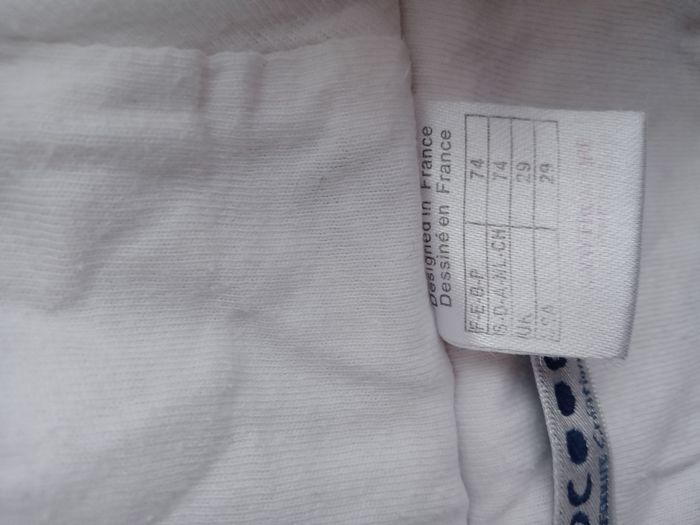 Designed in France
Dessiné en France
F-E-B-P 74
S-D-A-NL-CH 74
UK 29
USA 29